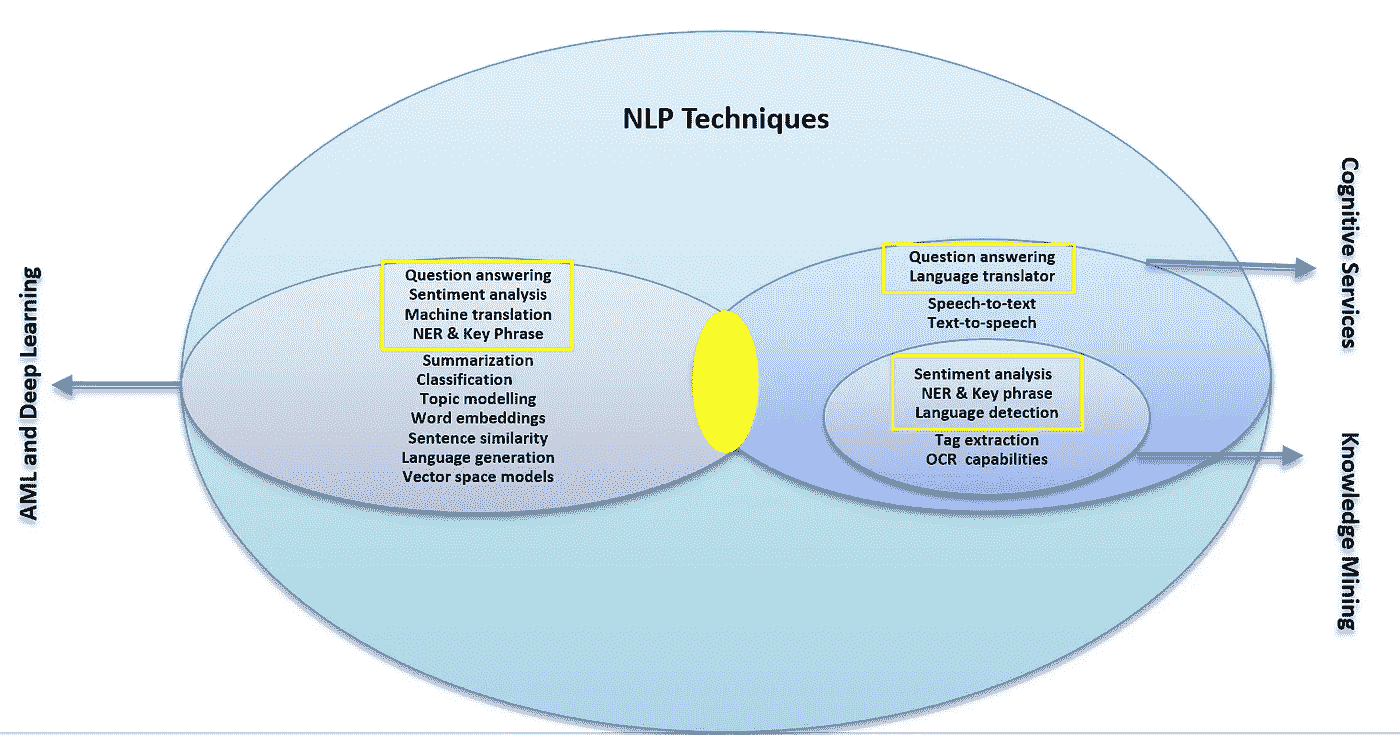 NLP Techniques
AML and Deep Learning
Question answering
Sentiment analysis
Machine translation
NER & Key Phrase
Summarization
Classification
Topic modelling
Word embeddings
Sentence similarity
Language generation
Vector space models
Question answering
Language translator
Speech-to-text
Text-to-speech
Sentiment analysis
NER & Key phrase
Language detection
Tag extraction
OCR capabilities
Cognitive Services
Knowledge Mining